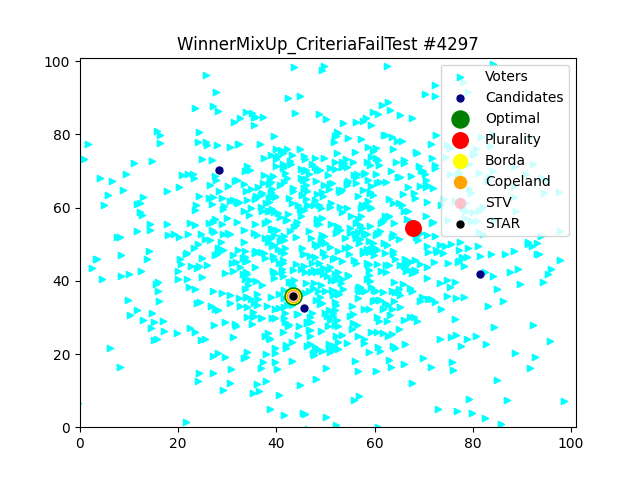 WinnerMixUp_CriteriaFailTest #4297
100
80
60
40
20
0
0 20 40 60 80 100
Voters
Candidates
Optimal
Plurality
Borda
Copeland
STV
STAR